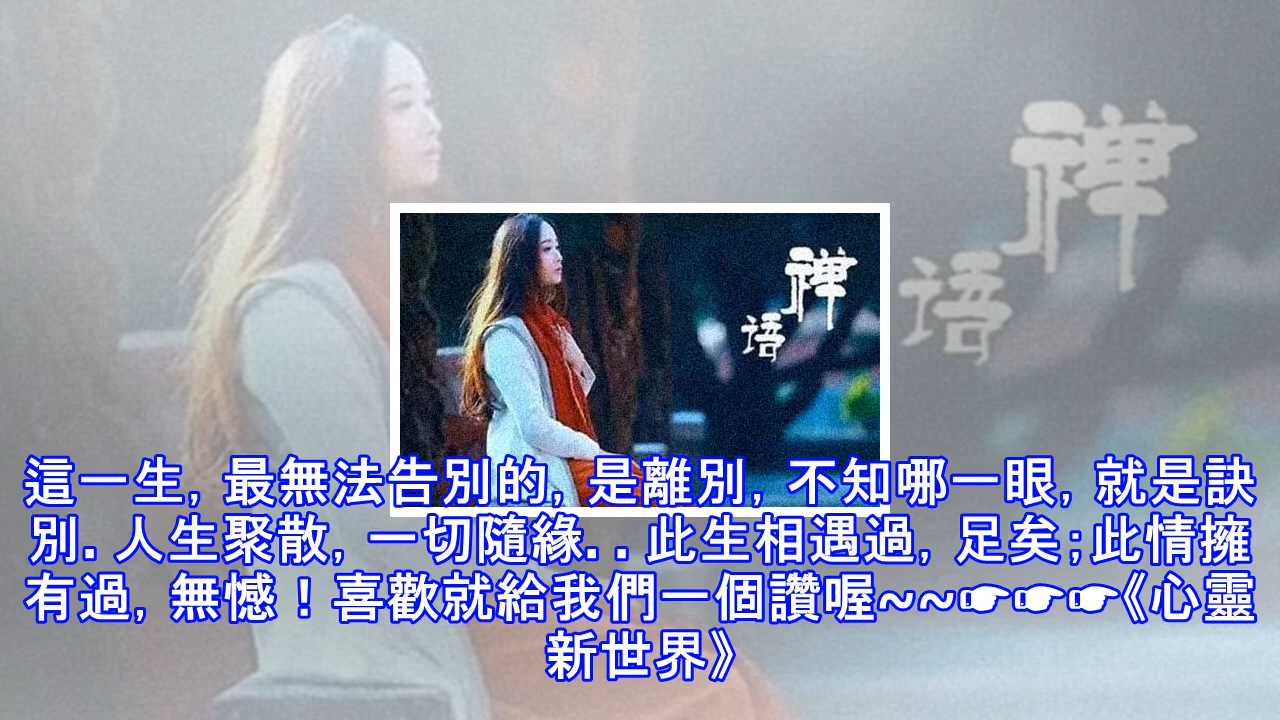 禅语
禅语
這一生,最無法告別的,是離別,不知哪一眼,就是訣
別.人生聚散,一切隨緣..此生相遇過,足矣;此情擁
有過,無憾！喜歡就給我們一個讚喔~~☛☛☛《心靈
新世界》